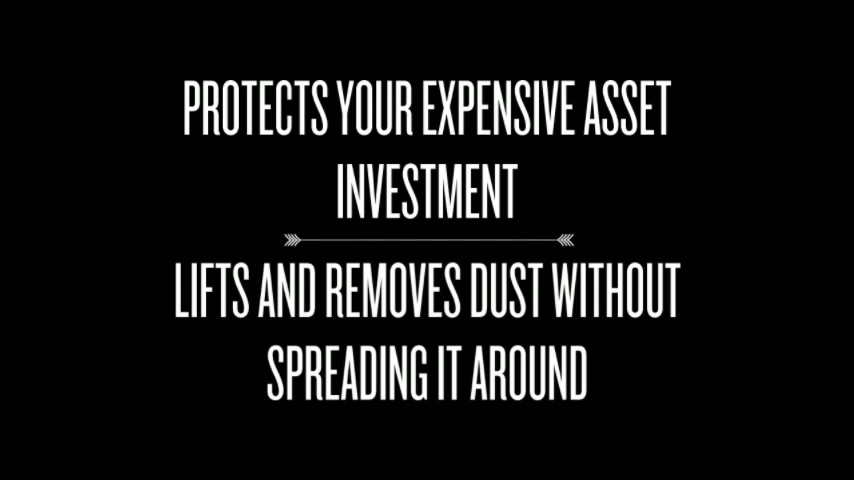 PROTECTS YOUR EXPENSIVE ASSET
INVESTMENT
LIFTS AND REMOVES DUST WITHOUT
SPREADING IT AROUND